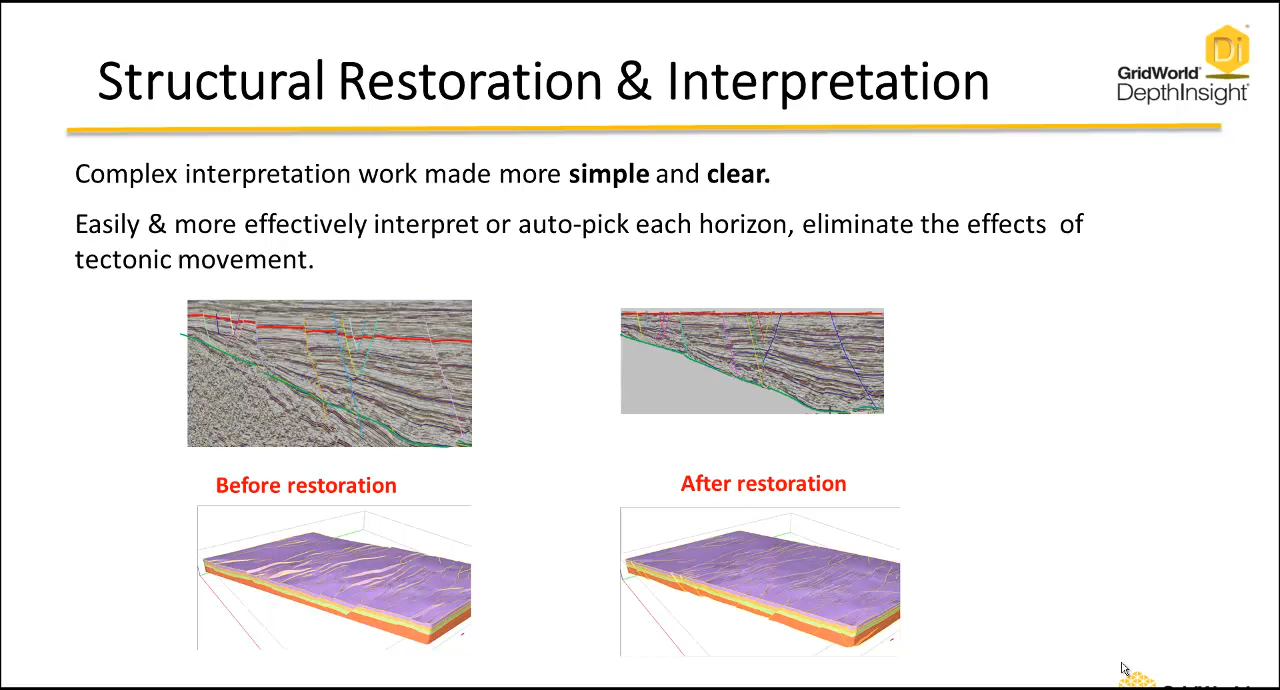 Structural Restoration & Interpretation
Di
GridWorld
DepthInsight
Complex interpretation work made more simple and clear.
Easily & more effectively interpret or auto-pick each horizon, eliminate the effects of
tectonic movement.
Before restoration
After restoration